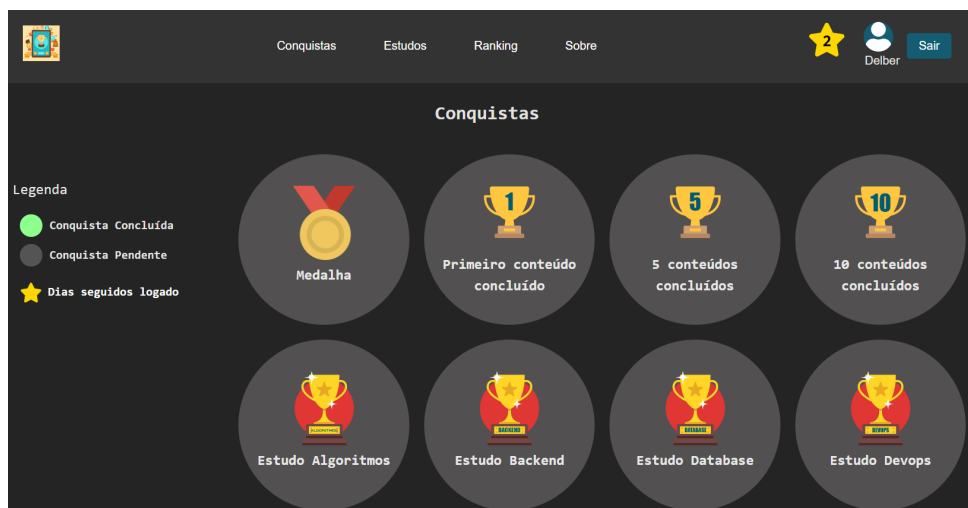 Conquistas
Estudos
Ranking
Sobre
2
Delber
Sair
Conquistas
Legenda
Conquista Concluída
Conquista Pendente
Dias seguidos logado
Medalha
1
Primeiro conteúdo
concluído
5
5 conteúdos
concluídos
10
10 conteúdos
concluídos
ALGORITMOS
Estudo Algoritmos
BACKEND
Estudo Backend
DATABASE
Estudo Database
DEVOPS
Estudo Devops